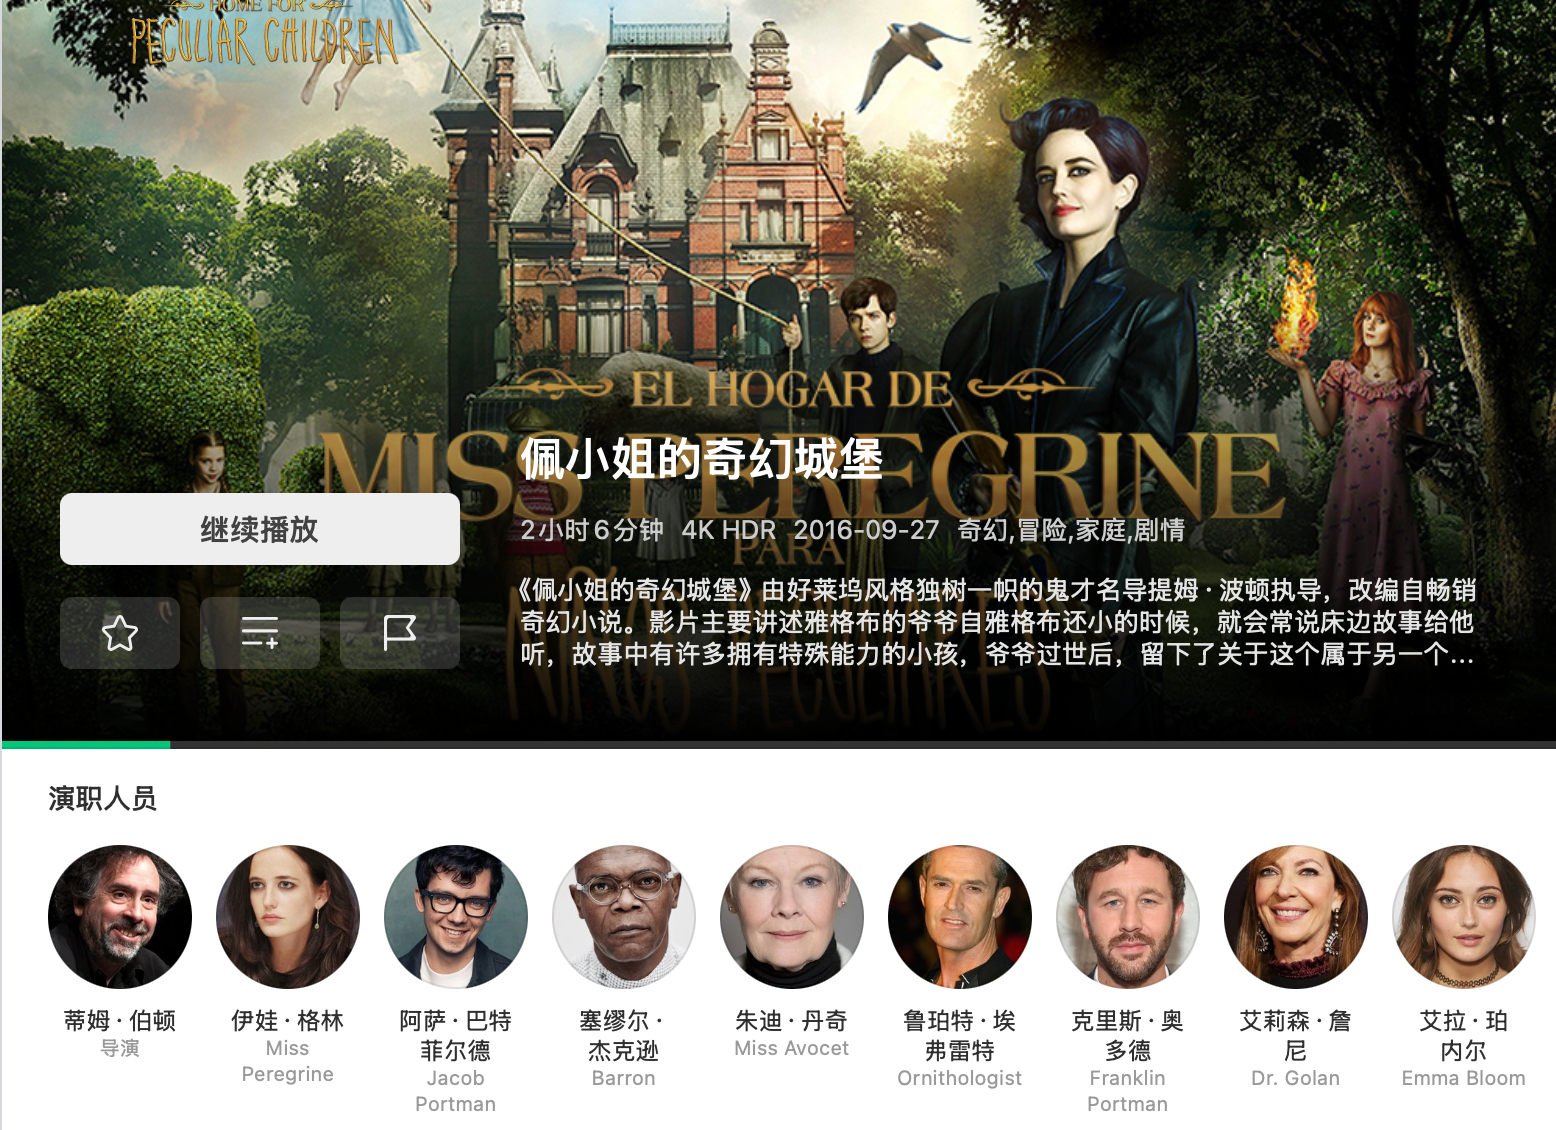 HOME FOR
PECULIAR CHILDREN
EL HOGAR DE
MISS PEREGRINE
PARA
NIÑOS PECULIARES
佩小姐的奇幻城堡
继续播放
2小时6分钟 4K HDR 2016-09-27 奇幻,冒险,家庭,剧情
《佩小姐的奇幻城堡》由好莱坞风格独树一帜的鬼才名导提姆·波顿执导，改编自畅销
奇幻小说。影片主要讲述雅格布的爷爷自雅格布还小的时候，就会常说床边故事给他
听，故事中有许多拥有特殊能力的小孩，爷爷过世后，留下了关于这个属于另一个...
演职人员
蒂姆·伯顿
导演
伊娃·格林
Miss
Peregrine
阿萨·巴特
菲尔德
Jacob
Portman
塞缪尔·
杰克逊
Barron
朱迪·丹奇
Miss Avocet
鲁珀特·埃
弗雷特
Ornithologist
克里斯·奥
多德
Franklin
Portman
艾莉森·詹
尼
Dr. Golan
艾拉·珀
内尔
Emma Bloom